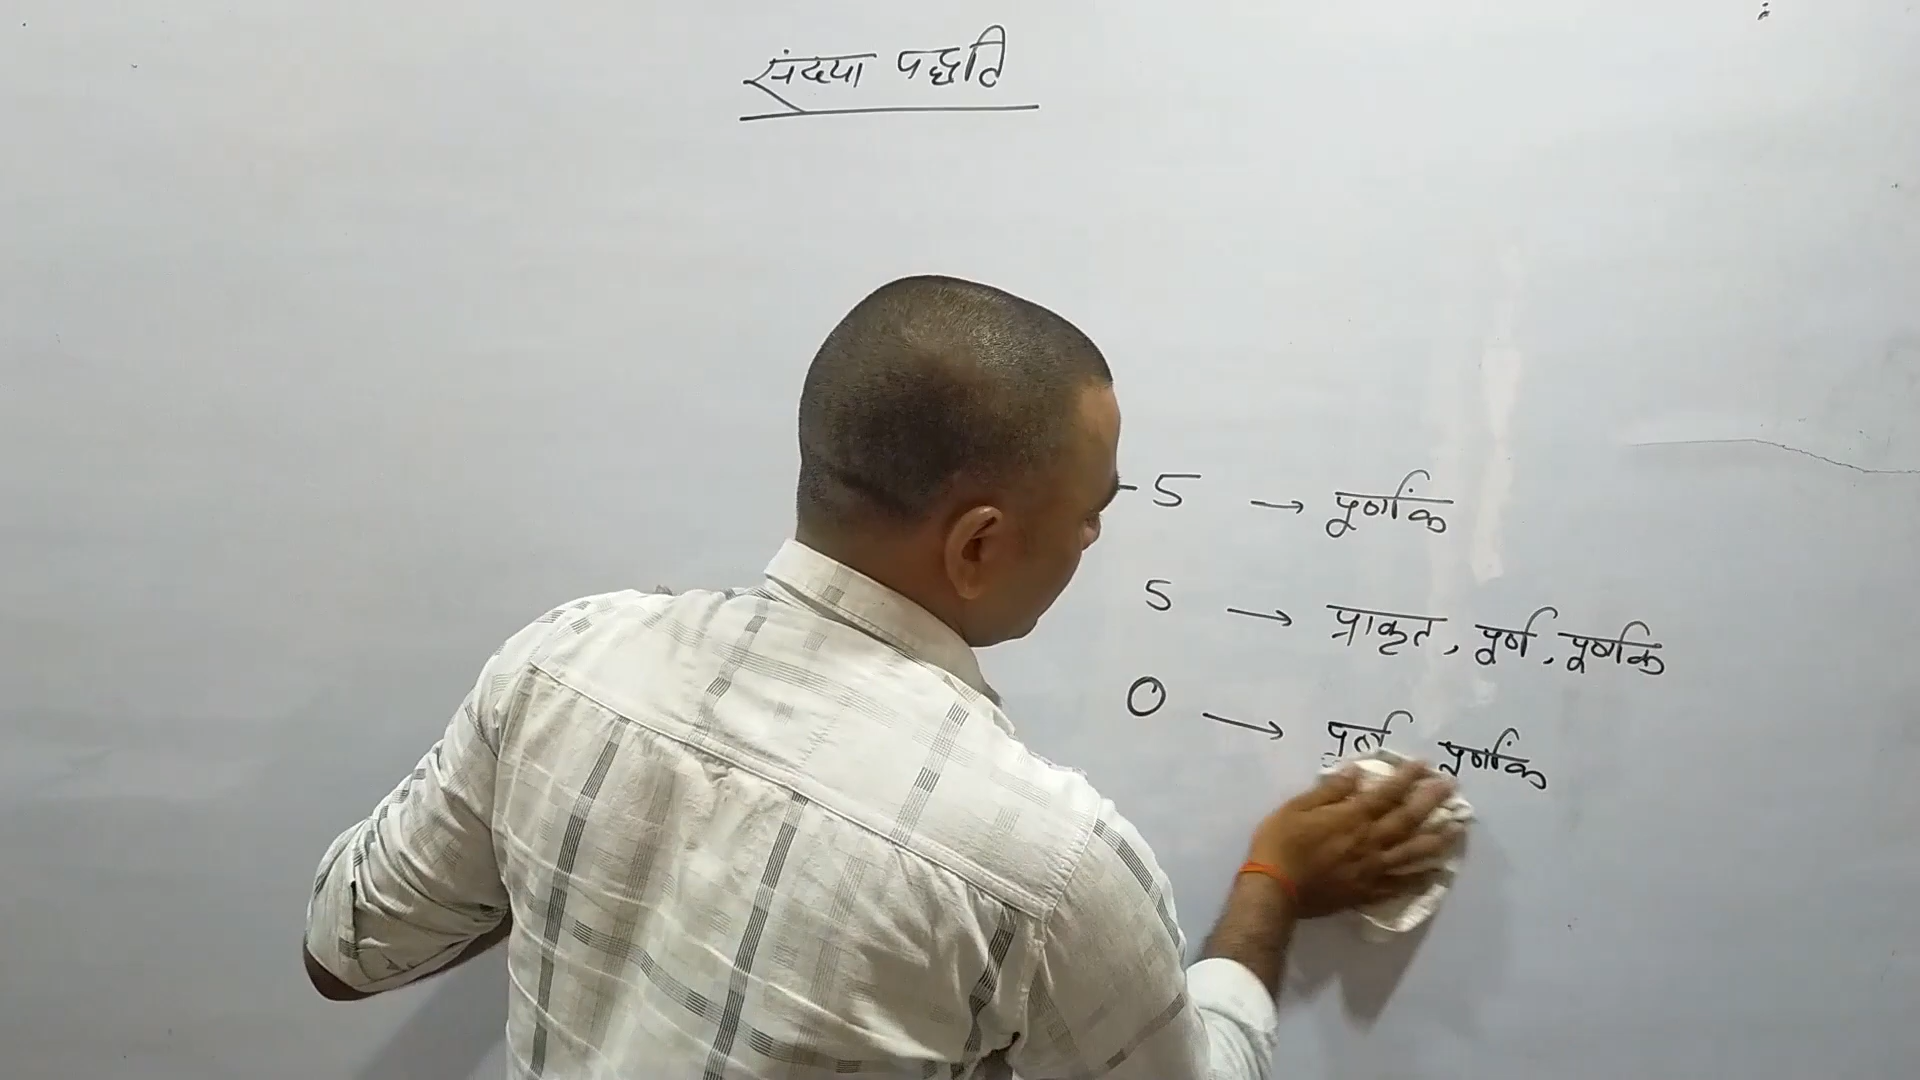 संख्या पद्धति
-5 → पूर्णांक
5 → प्राकृत, पूर्ण, पूर्णांक
0 → पूर्ण पूर्णांक